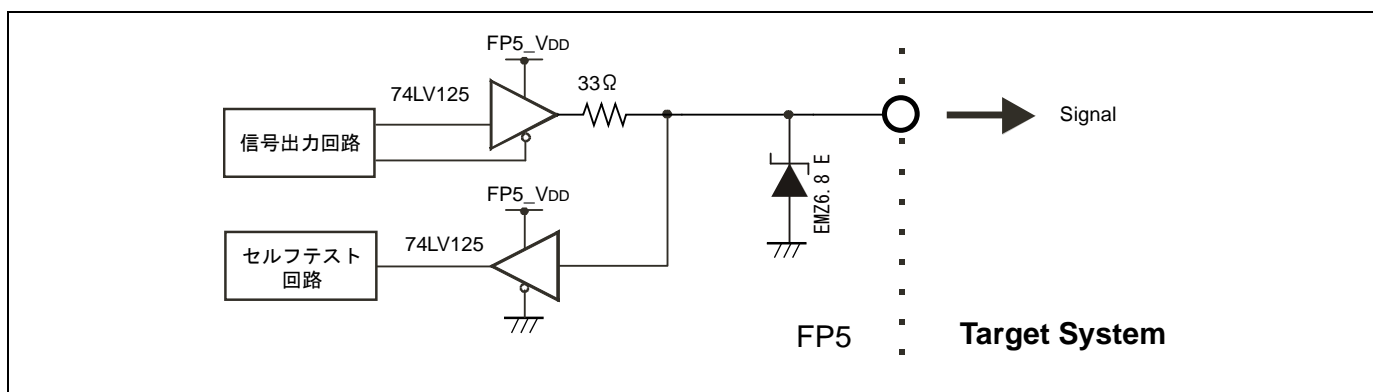 FP5_VDD
33Ω
74LV125
信号出力回路
Signal
EMZ6.8E
FP5_VDD
74LV125
セルフテスト
回路
FP5
Target System